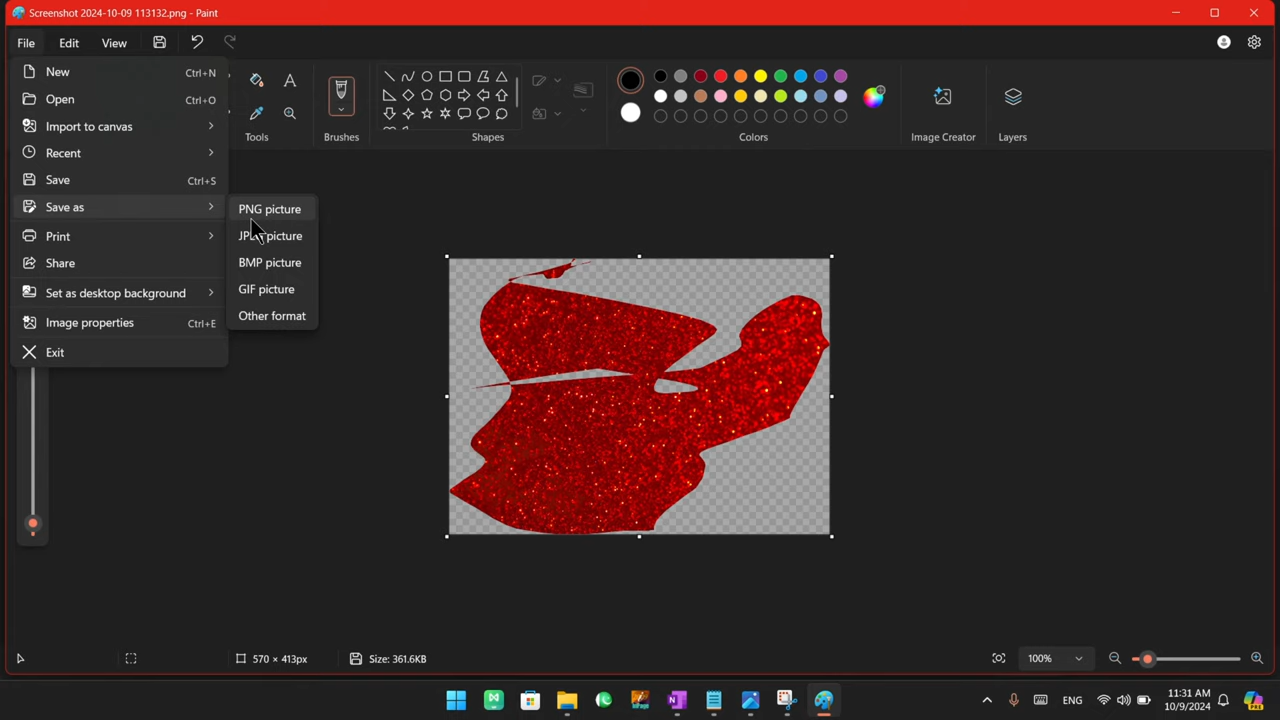 Screenshot 2024-10-09 113132.png - Paint
File Edit View
New Ctrl+N
Open Ctrl+O
Import to canvas
Recent
Save Ctrl+S
Save as
Print
Share
Set as desktop background
Image properties Ctrl+E
Exit
PNG picture
picture
BMP picture
GIF picture
Other format
Tools
Brushes
Shapes
Colors
Image Creator
Layers
570 × 413px
Size: 361.6KB
100%
ENG
11:31 AM
10/9/2024